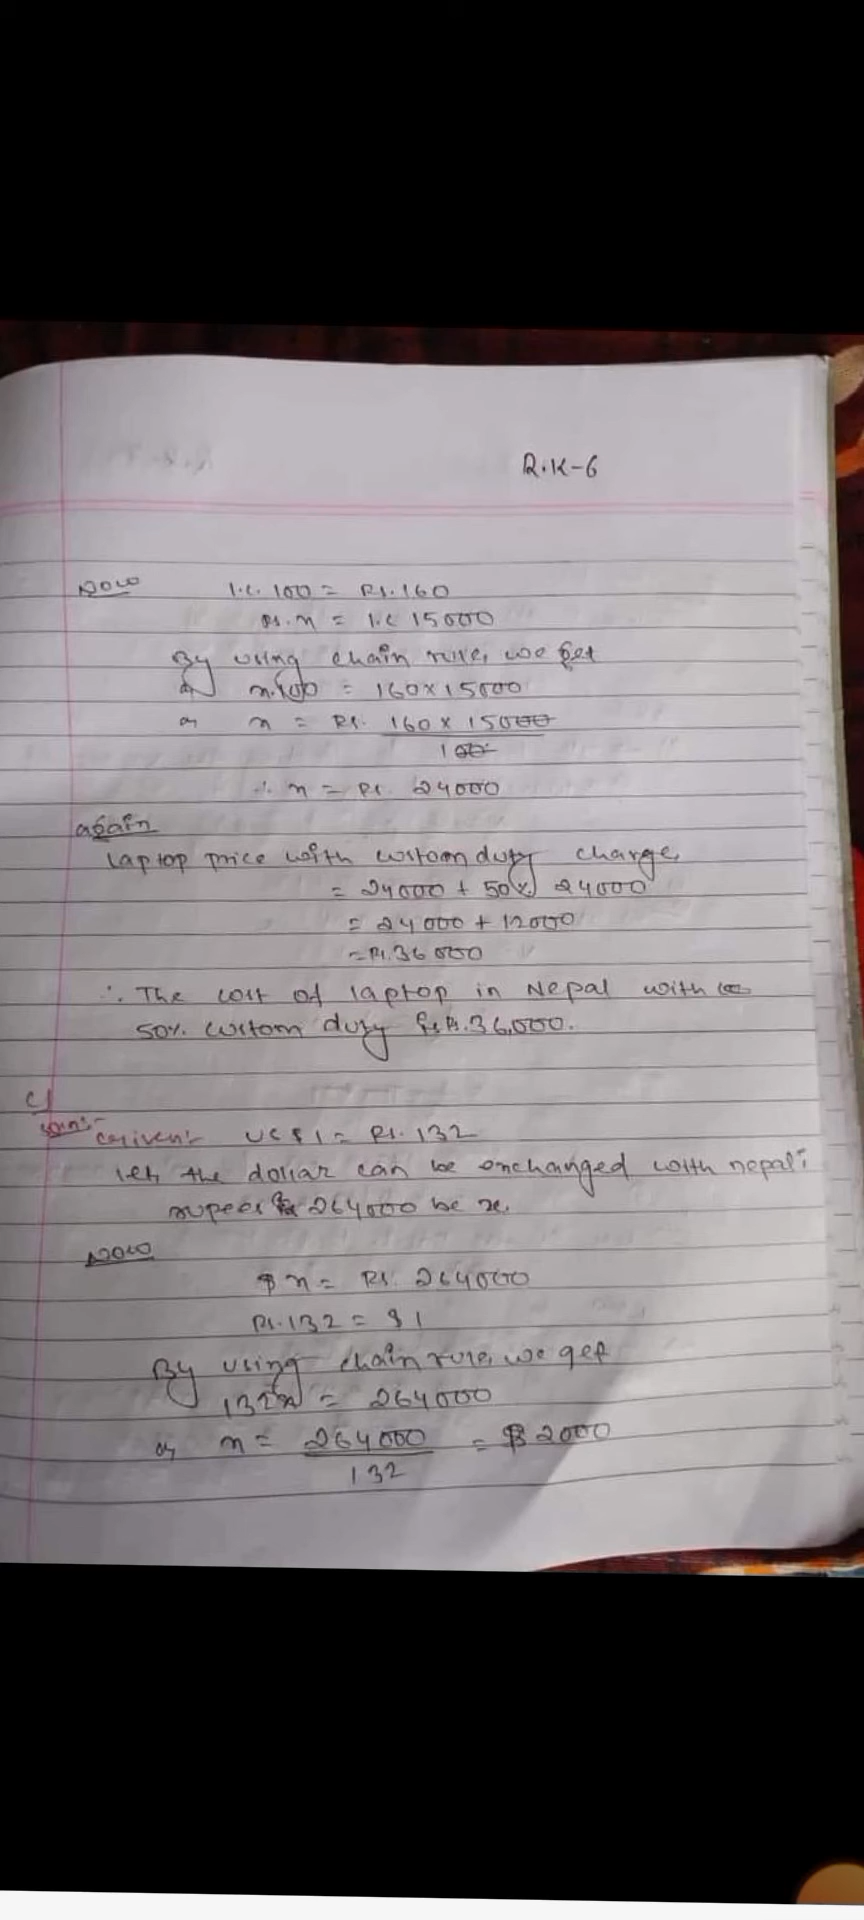 R.K-6
Now I.C. 100 = Rs. 160
Rs. x = I.C 15000
By using chain rule, we get
or x.100 = 160 x 15000
or x = Rs. 160 x 15000
100
∴ x = Rs. 24000
again
laptop price with custom duty charge,
= 24000 + 50% 24000
= 24000 + 12000
= Rs. 36000
∴ The cost of laptop in Nepal with
50% custom duty is Rs. 36,000.
c)
Soln:- Given:- US $ 1 = Rs. 132
let, the dollar can be exchanged with nepali
rupees 264000 be x.
Now
$ x = Rs. 264000
Rs. 132 = $ 1
By using chain rule, we get
132x = 264000
or x = 264000 = $ 2000
132